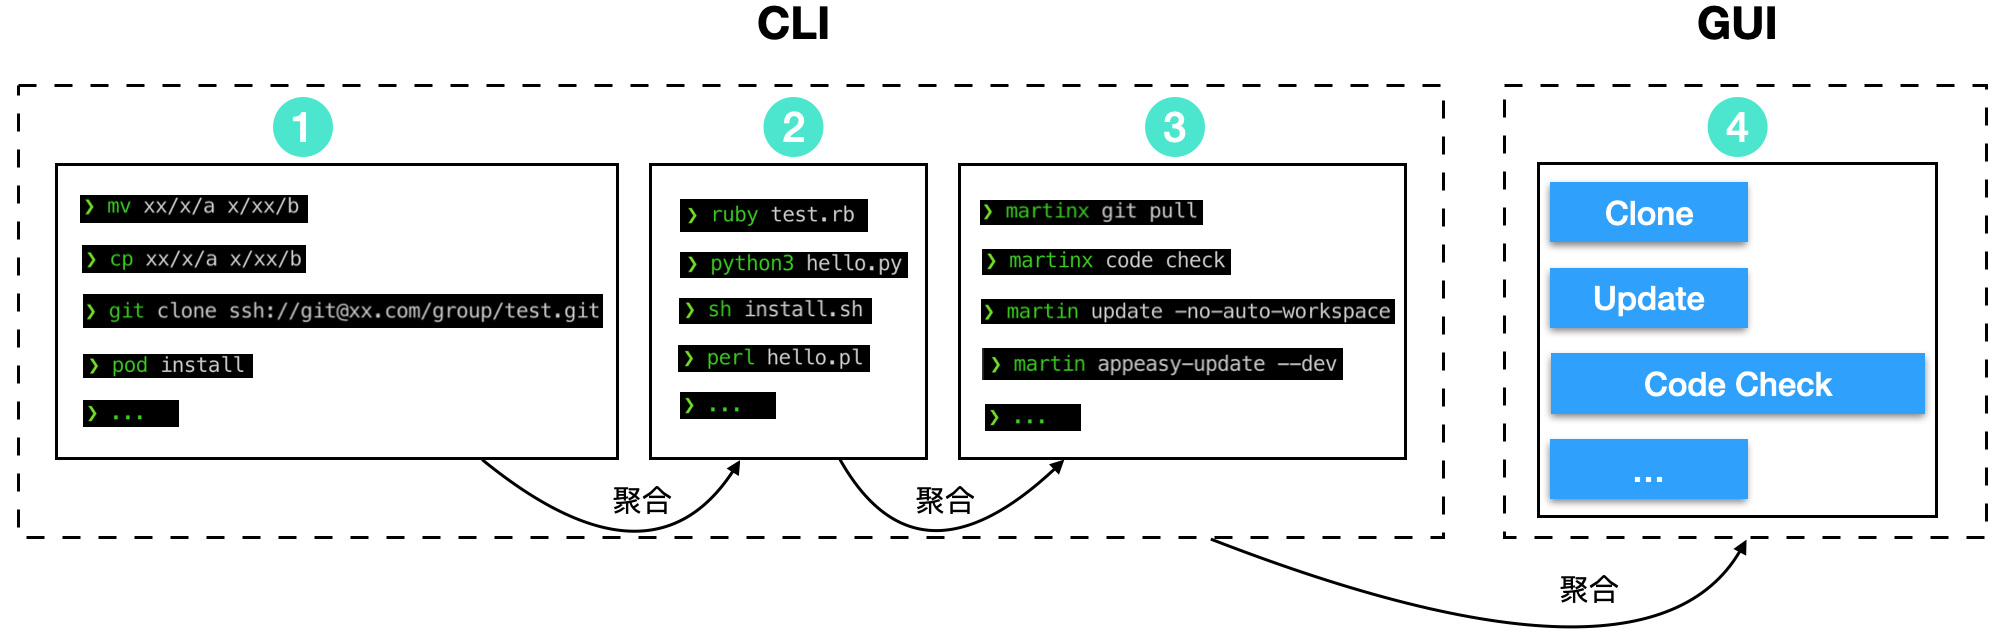 CLI
GUI
1
❯ mv xx/x/a x/xx/b
❯ cp xx/x/a x/xx/b
❯ git clone ssh://git@xx.com/group/test.git
❯ pod install
❯ ...
2
❯ ruby test.rb
❯ python3 hello.py
❯ sh install.sh
❯ perl hello.pl
❯ ...
3
❯ martinx git pull
❯ martinx code check
❯ martin update -no-auto-workspace
❯ martin appeasy-update --dev
❯ ...
4
Clone
Update
Code Check
...
聚合
聚合
聚合